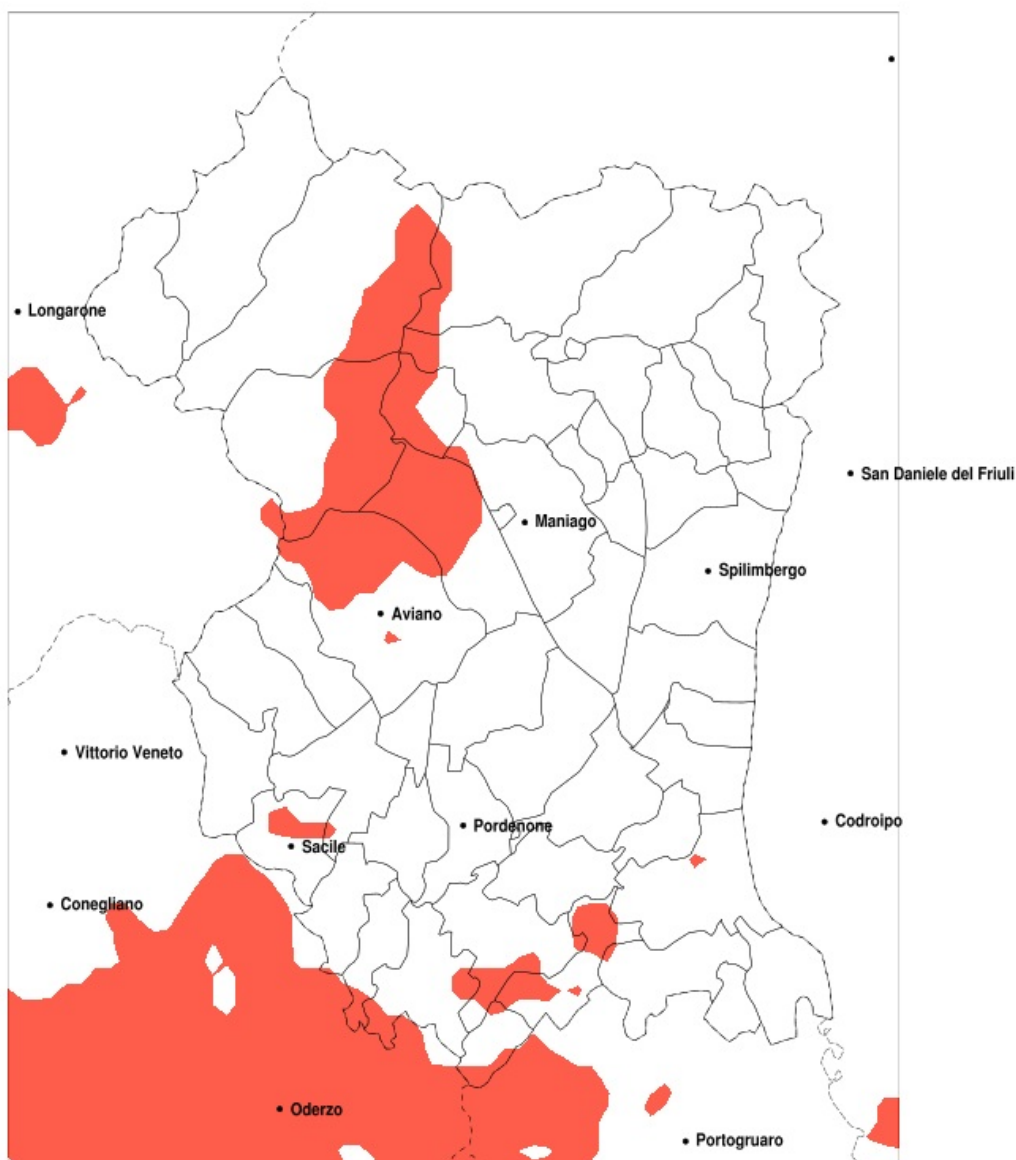 Longarone
San Daniele del Friuli
Maniago
Spilimbergo
Aviano
Vittorio Veneto
Codroipo
Pordenone
Sacile
Conegliano
Oderzo
Portogruaro